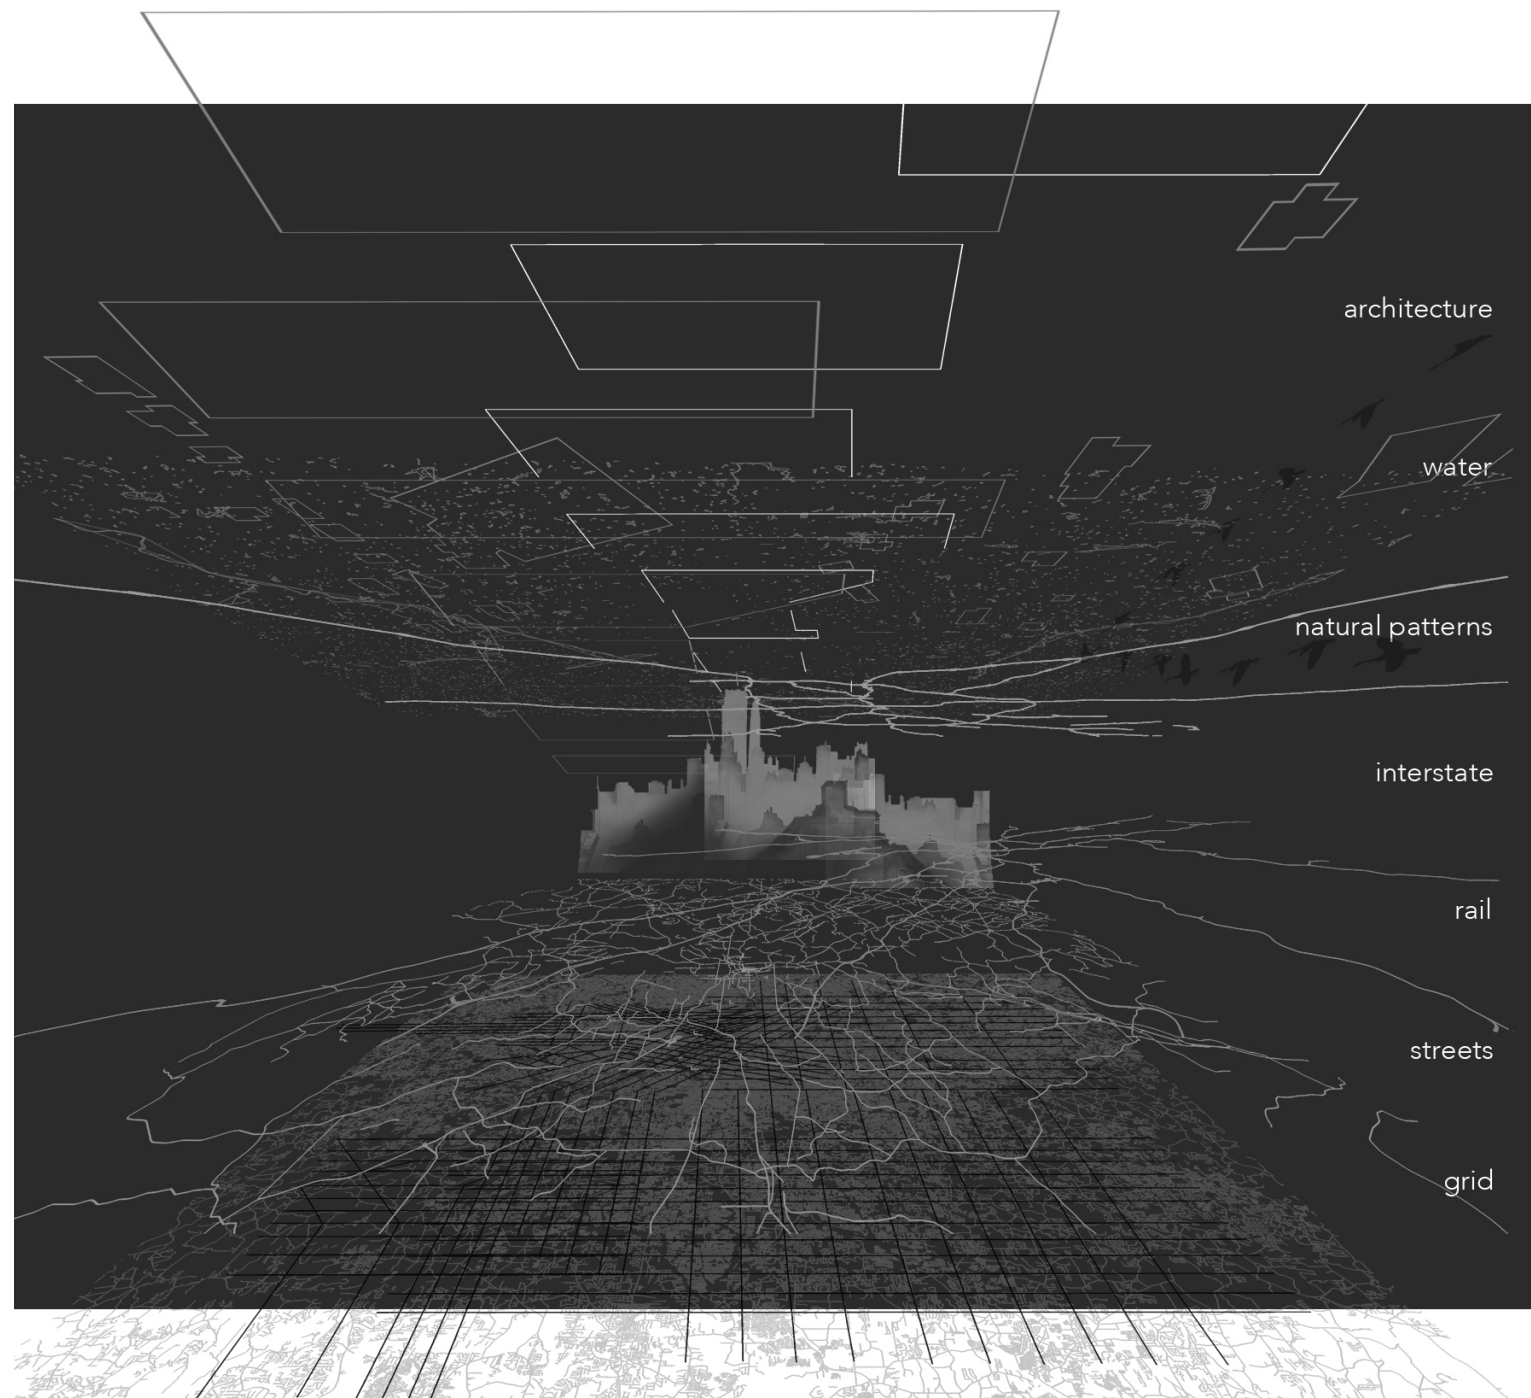 architecture
water
natural patterns
interstate
rail
streets
grid